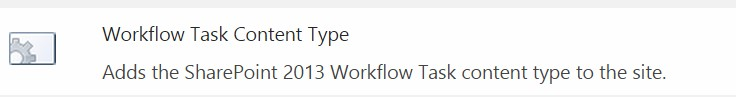 Workflow Task Content Type
Adds the SharePoint 2013 Workflow Task content type to the site.